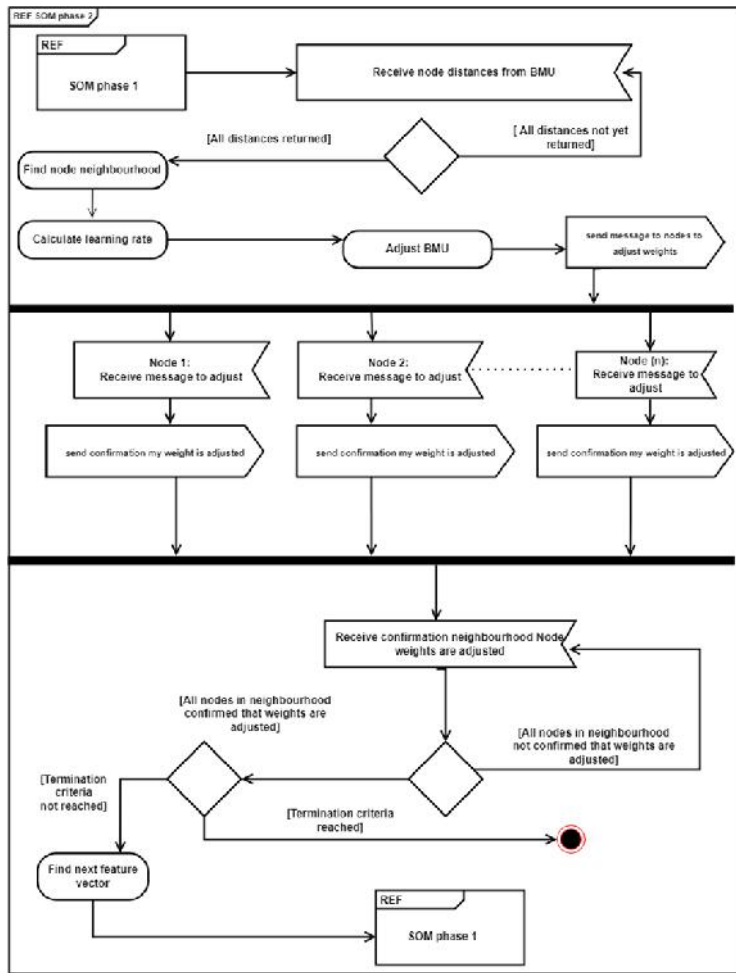 REF SOM phase 2
REF
SOM phase 1
Receive node distances from BMU
[All distances returned]
[ All distances not yet
returned]
Find node neighbourhood
Calculate learning rate
Adjust BMU
send message to nodes to
adjust weights
Node 1:
Receive message to adjust
Node 2:
Receive message to adjust
Node (n):
Receive message to
adjust
send confirmation my weight is adjusted
send confirmation my weight is adjusted
send confirmation my weight is adjusted
Receive confirmation neighbourhood Node
weights are adjusted
[All nodes in neighbourhood
confirmed that weights are
adjusted]
[All nodes in neighbourhood
not confirmed that weights are
adjusted]
[Termination
criteria
not reached]
[Termination criteria
reached]
Find next feature
vector
REF
SOM phase 1